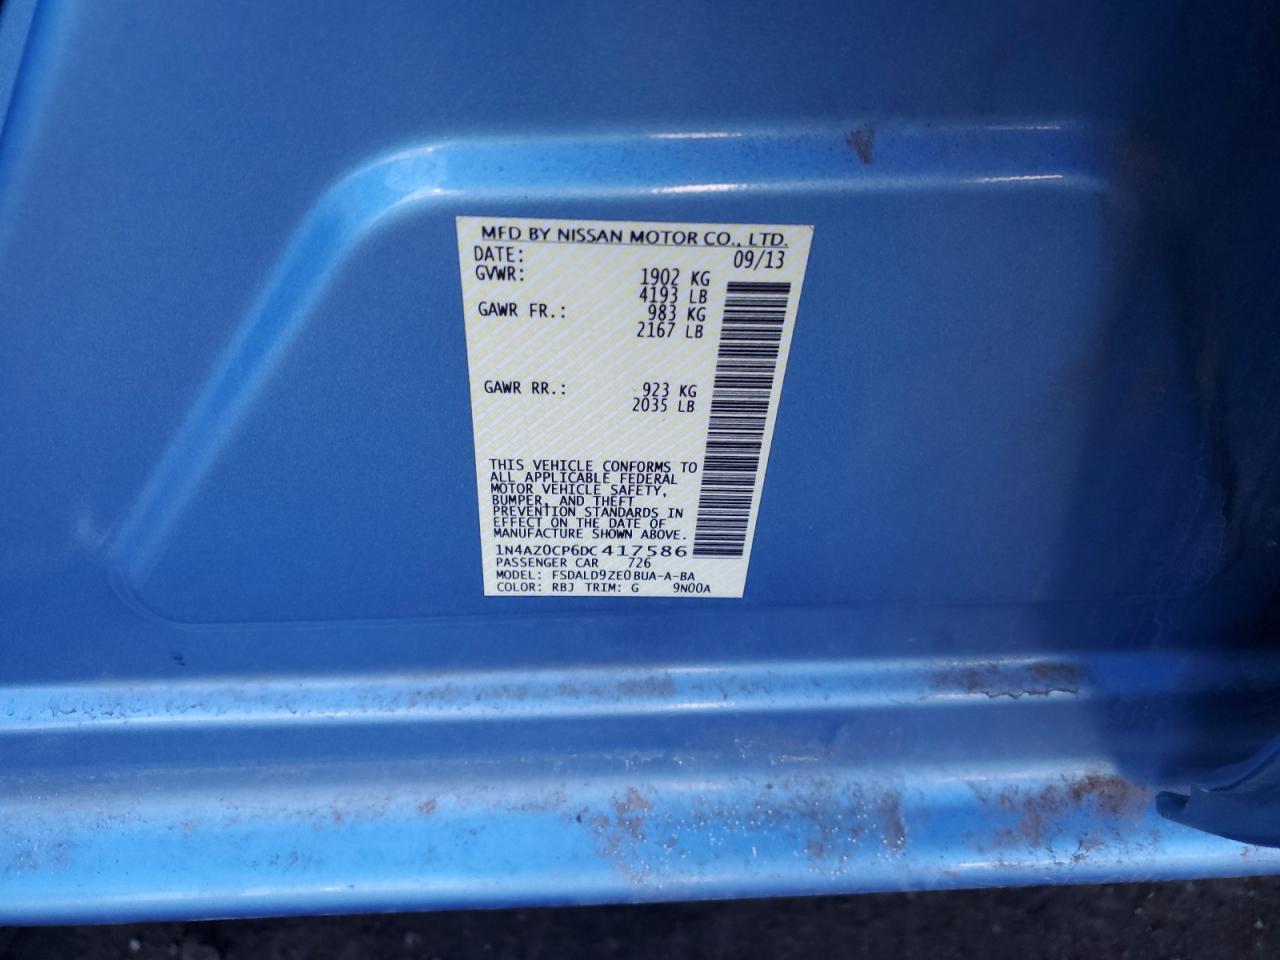 MFD BY NISSAN MOTOR CO., LTD.
DATE: 09/13
GVWR: 1902 KG
4193 LB
GAWR FR.: 983 KG
2167 LB
GAWR RR.: 923 KG
2035 LB
THIS VEHICLE CONFORMS TO
ALL APPLICABLE FEDERAL
MOTOR VEHICLE SAFETY,
BUMPER, AND THEFT
PREVENTION STANDARDS IN
EFFECT ON THE DATE OF
MANUFACTURE SHOWN ABOVE.
1N4AZ0CP6DC417586
PASSENGER CAR 726
MODEL: FSDALD9ZE0BUA-A-BA
COLOR: RBJ TRIM: G 9N00A